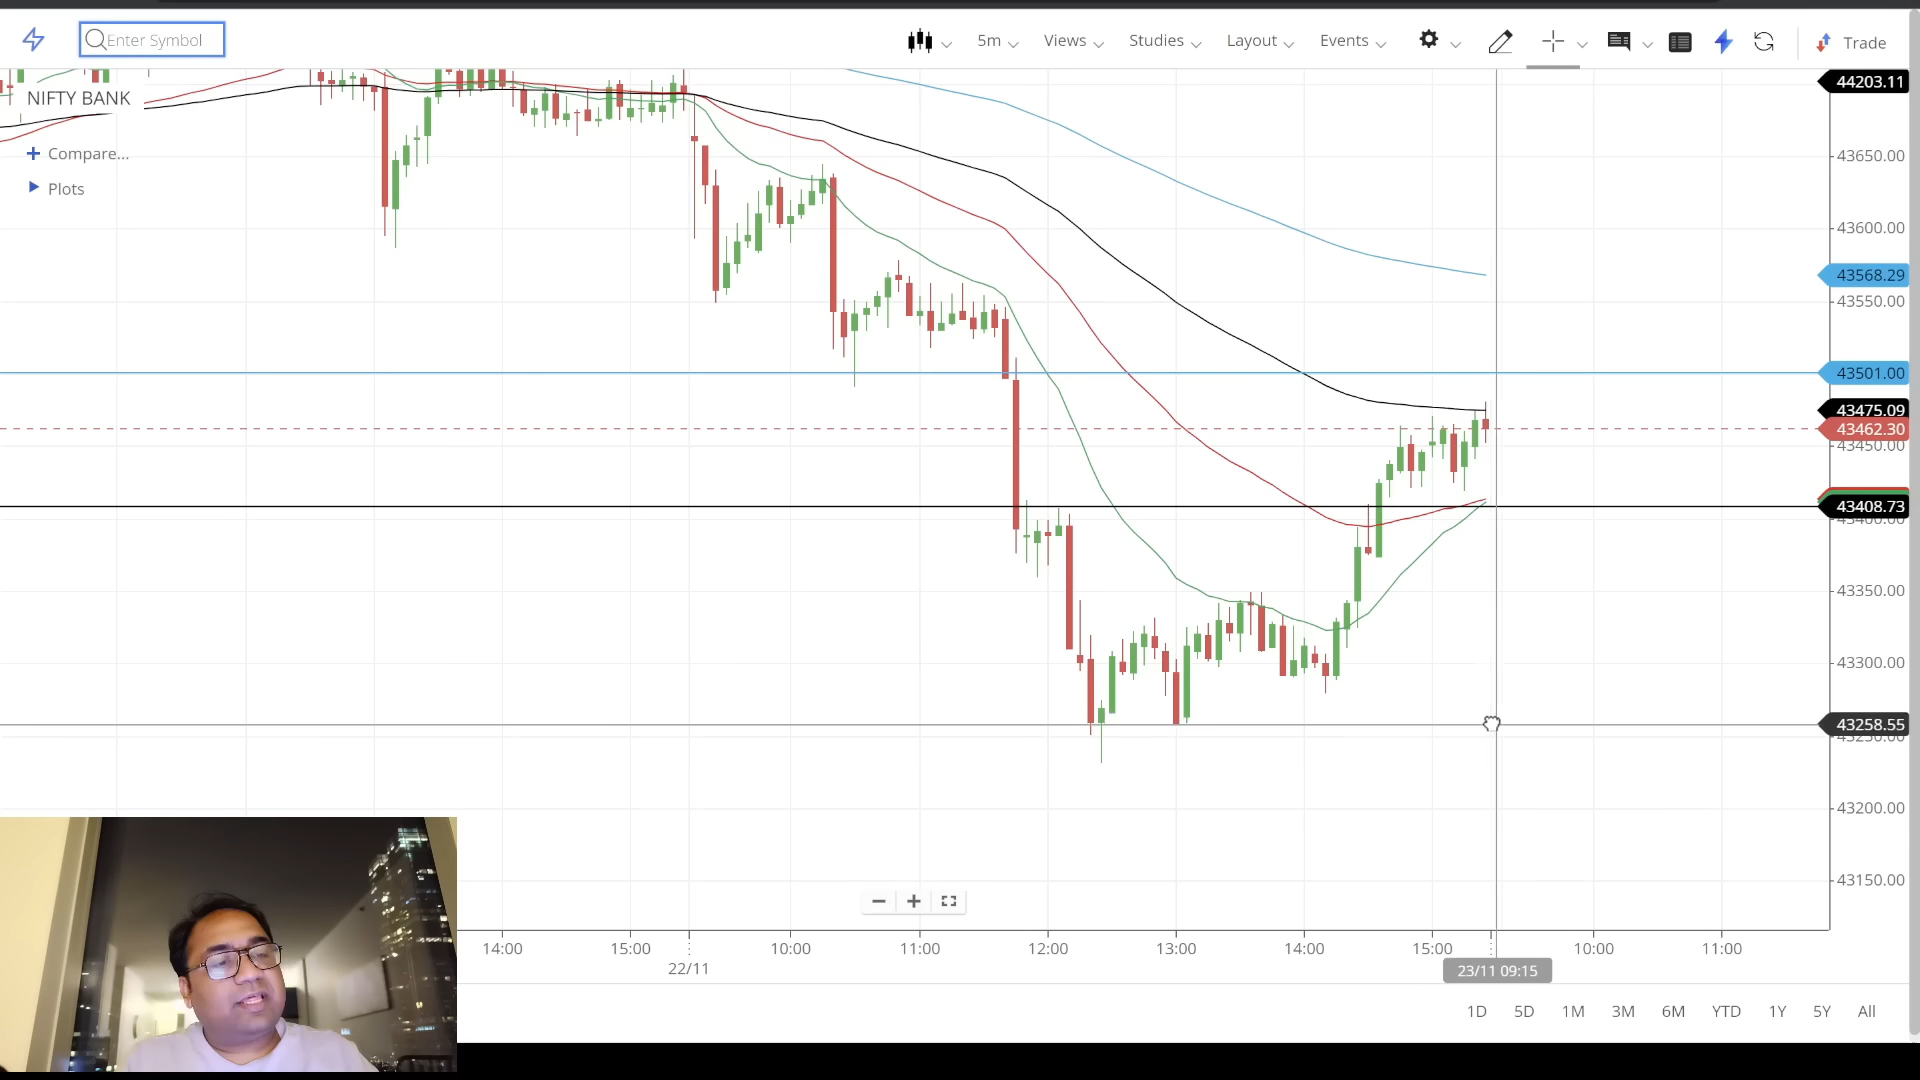 Enter Symbol
5m
Views
Studies
Layout
Events
Trade
NIFTY BANK
Compare...
Plots
44203.11
43650.00
43600.00
43568.29
43550.00
43501.00
43475.09
43462.30
43450.00
43408.73
43400.00
43350.00
43300.00
43258.55
43250.00
43200.00
43150.00
14:00
15:00
10:00
11:00
12:00
13:00
14:00
15:00
10:00
11:00
22/11
23/11 09:15
1D
5D
1M
3M
6M
YTD
1Y
5Y
All